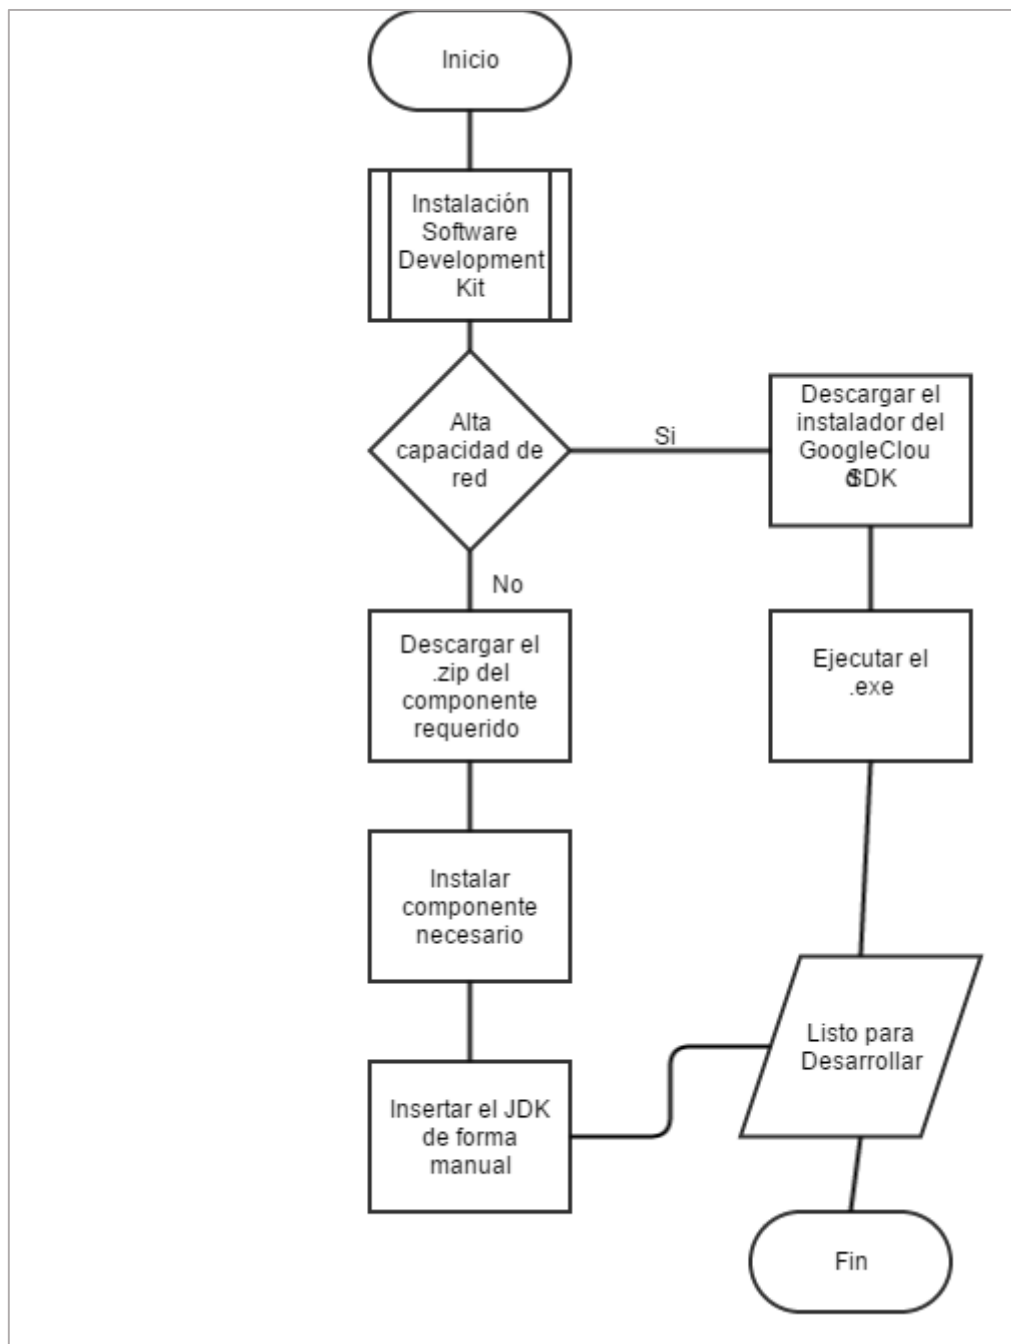 Inicio
Instalación
Software
Development
Kit
Alta
capacidad de
red
Si
Descargar el
instalador del
GoogleClou
dSDK
No
Ejecutar el
.exe
Descargar el
.zip del
componente
requerido
Instalar
componente
necesario
Listo para
Desarrollar
Insertar el JDK
de forma
manual
Fin